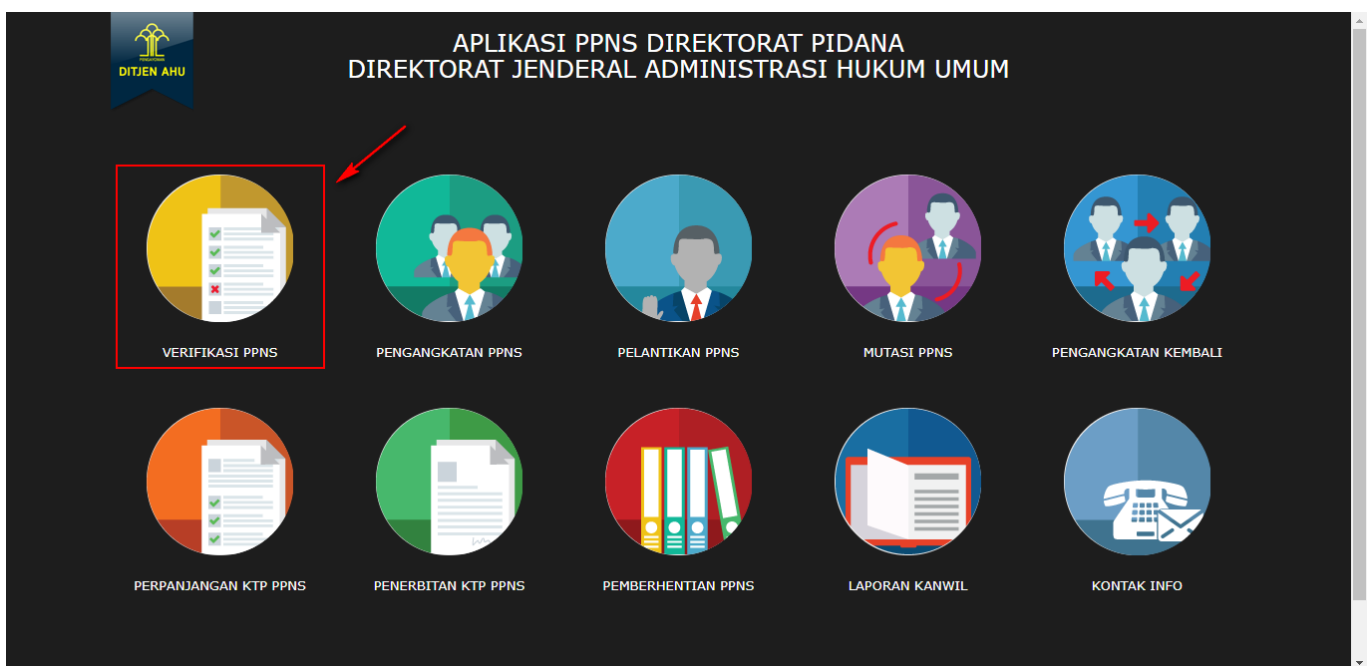 DITJEN AHU
APLIKASI PPNS DIREKTORAT PIDANA
DIREKTORAT JENDERAL ADMINISTRASI HUKUM UMUM
VERIFIKASI PPNS
PENGANGKATAN PPNS
PELANTIKAN PPNS
MUTASI PPNS
PENGANGKATAN KEMBALI
PERPANJANGAN KTP PPNS
PENERBITAN KTP PPNS
PEMBERHENTIAN PPNS
LAPORAN KANWIL
KONTAK INFO